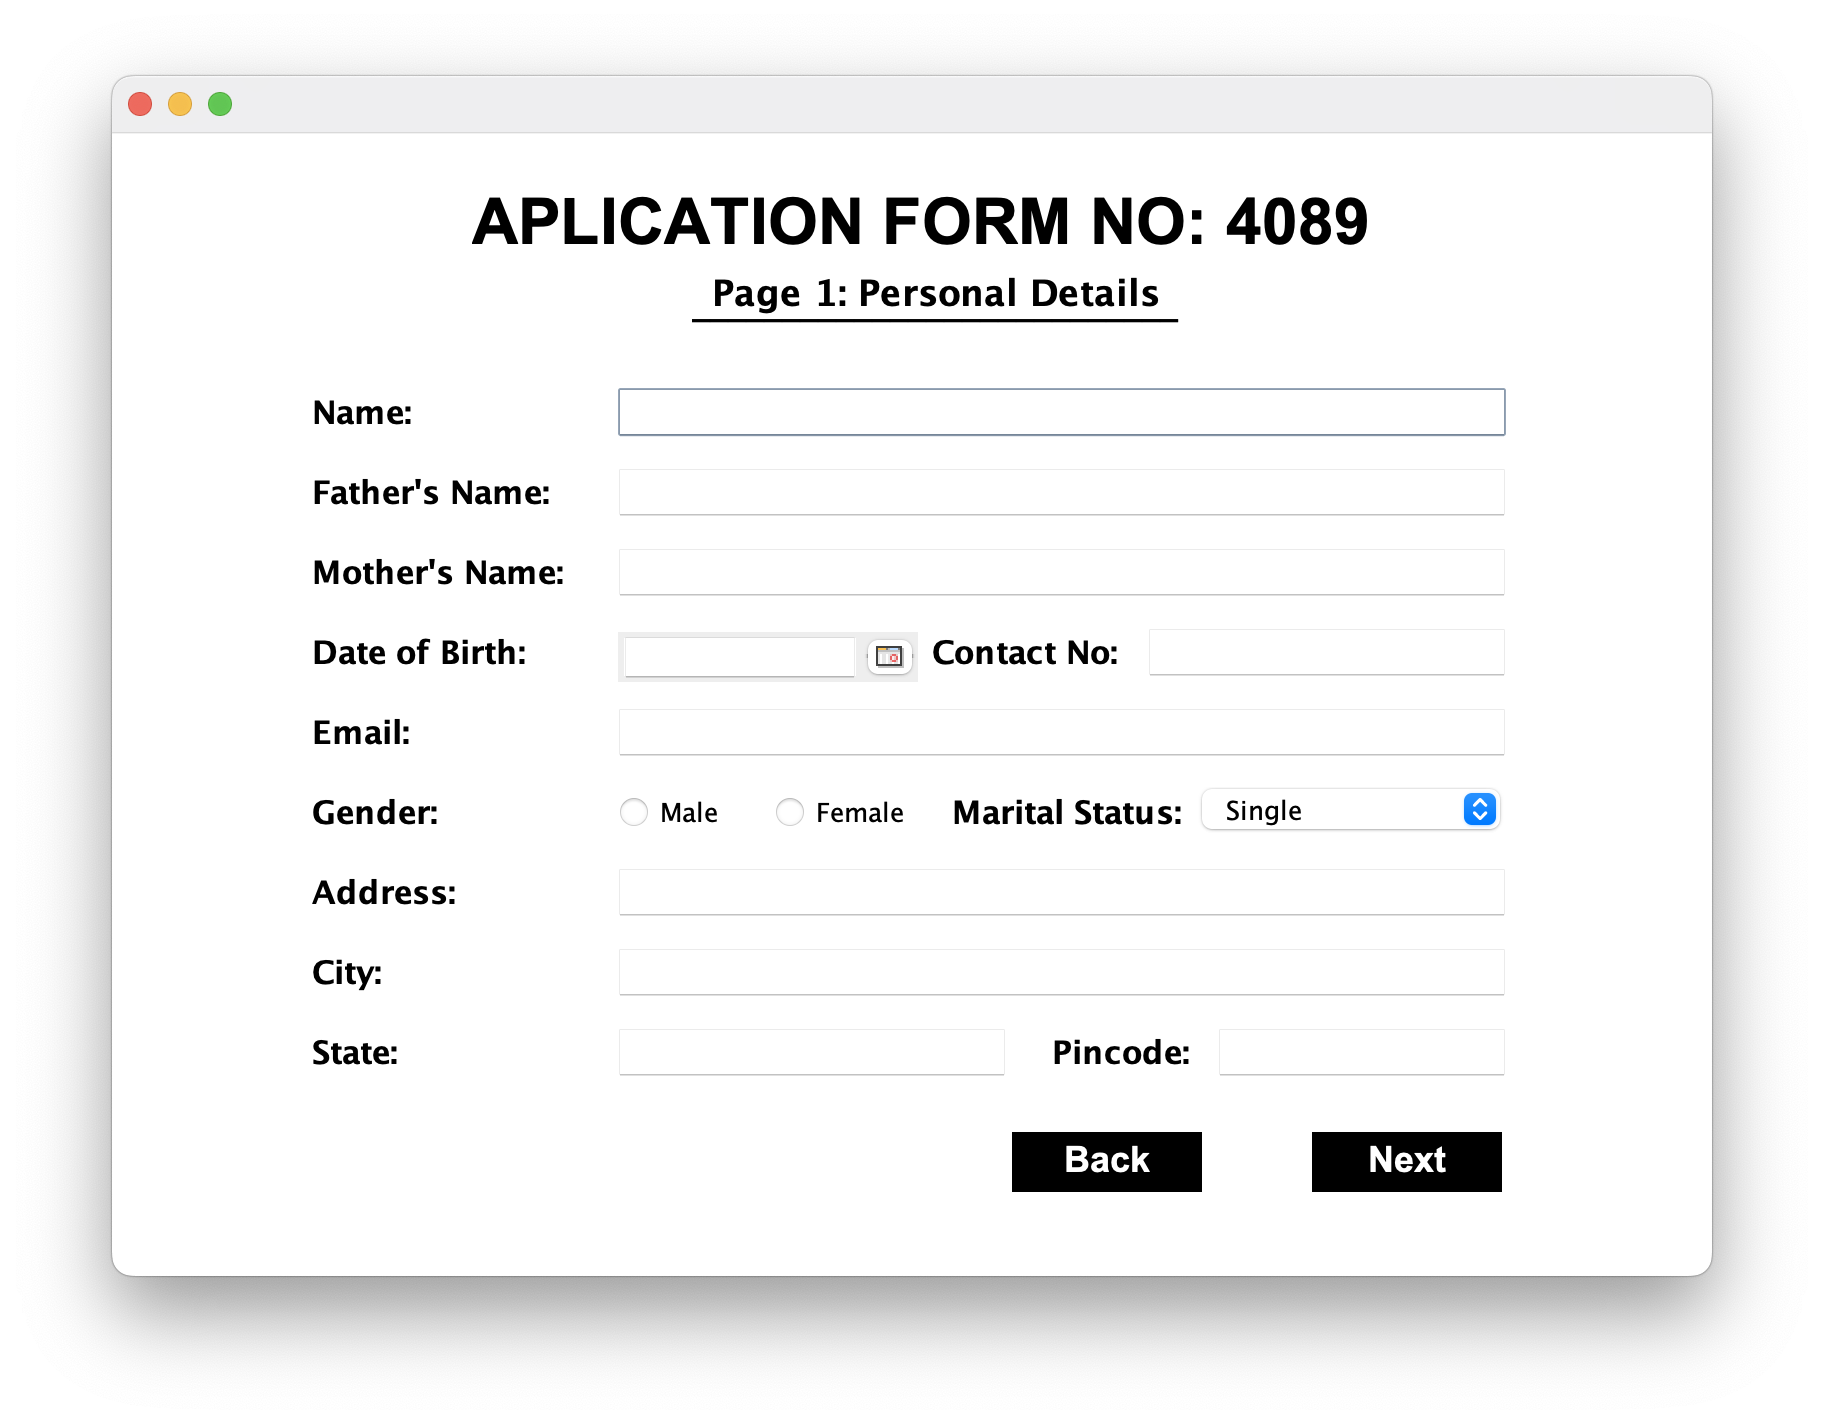 APLICATION FORM NO: 4089
Page 1: Personal Details
Name:
Father's Name:
Mother's Name:
Date of Birth: Contact No:
Email:
Gender: Male Female Marital Status: Single
Address:
City:
State: Pincode:
Back Next